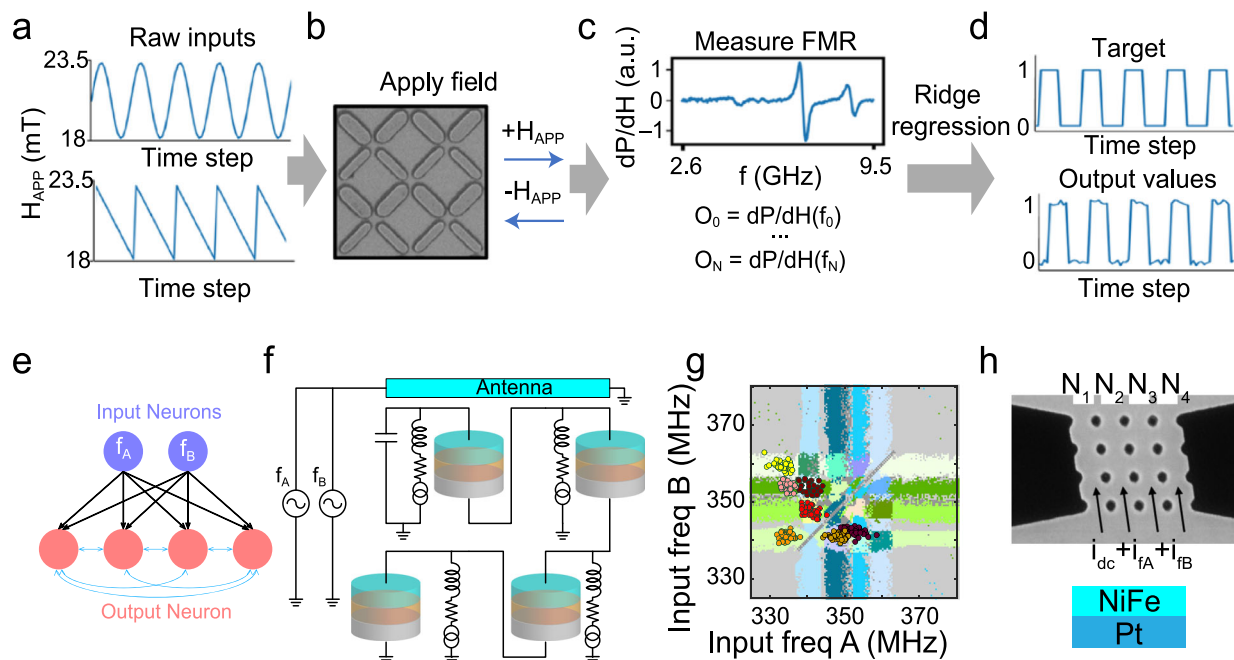 a
Raw inputs
23.5
18
Time step
23.5
18
Time step
H_APP (mT)
b
Apply field
+H_APP
-H_APP
c
Measure FMR
dP/dH (a.u.)
1
0
−1
2.6
9.5
f (GHz)
O_0 = dP/dH(f_0)
...
O_N = dP/dH(f_N)
Ridge
regression
d
Target
1
0
Time step
Output values
1
0
Time step
e
Input Neurons
f_A f_B
Output Neuron
f
Antenna
f_A f_B
g
Input freq B (MHz)
370
350
330
330 350 370
Input freq A (MHz)
h
N_1 N_2 N_3 N_4
i_dc+i_fA+i_fB
NiFe
Pt